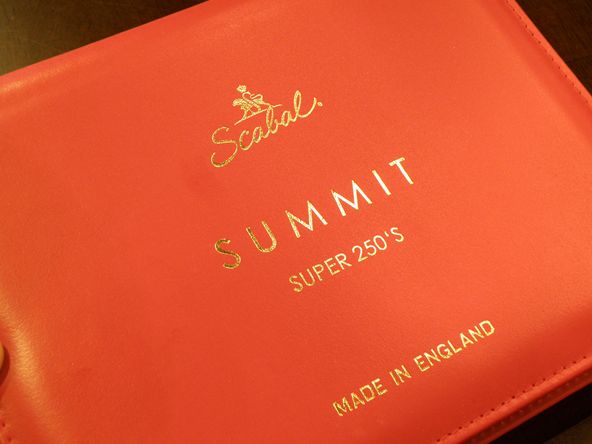 Scabal.
SUMMIT
SUPER 250'S
MADE IN ENGLAND